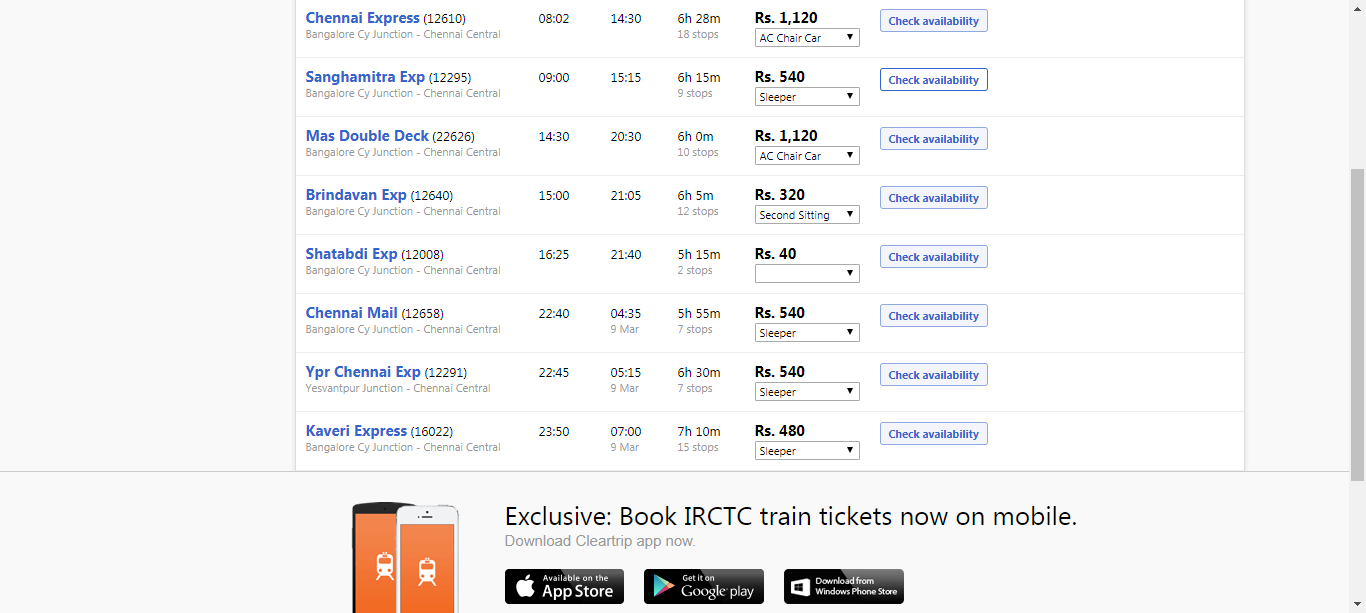 Chennai Express (12610) 08:02 14:30 6h 28m Rs. 1,120 Check availability
Bangalore Cy Junction - Chennai Central 18 stops AC Chair Car
Sanghamitra Exp (12295) 09:00 15:15 6h 15m Rs. 540 Check availability
Bangalore Cy Junction - Chennai Central 9 stops Sleeper
Mas Double Deck (22626) 14:30 20:30 6h 0m Rs. 1,120 Check availability
Bangalore Cy Junction - Chennai Central 10 stops AC Chair Car
Brindavan Exp (12640) 15:00 21:05 6h 5m Rs. 320 Check availability
Bangalore Cy Junction - Chennai Central 12 stops Second Sitting
Shatabdi Exp (12008) 16:25 21:40 5h 15m Rs. 40 Check availability
Bangalore Cy Junction - Chennai Central 2 stops
Chennai Mail (12658) 22:40 04:35 5h 55m Rs. 540 Check availability
Bangalore Cy Junction - Chennai Central 9 Mar 7 stops Sleeper
Ypr Chennai Exp (12291) 22:45 05:15 6h 30m Rs. 540 Check availability
Yesvantpur Junction - Chennai Central 9 Mar 7 stops Sleeper
Kaveri Express (16022) 23:50 07:00 7h 10m Rs. 480 Check availability
Bangalore Cy Junction - Chennai Central 9 Mar 15 stops Sleeper
Exclusive: Book IRCTC train tickets now on mobile.
Download Cleartrip app now.
Available on the Get it on Download from
App Store Google play Windows Phone Store